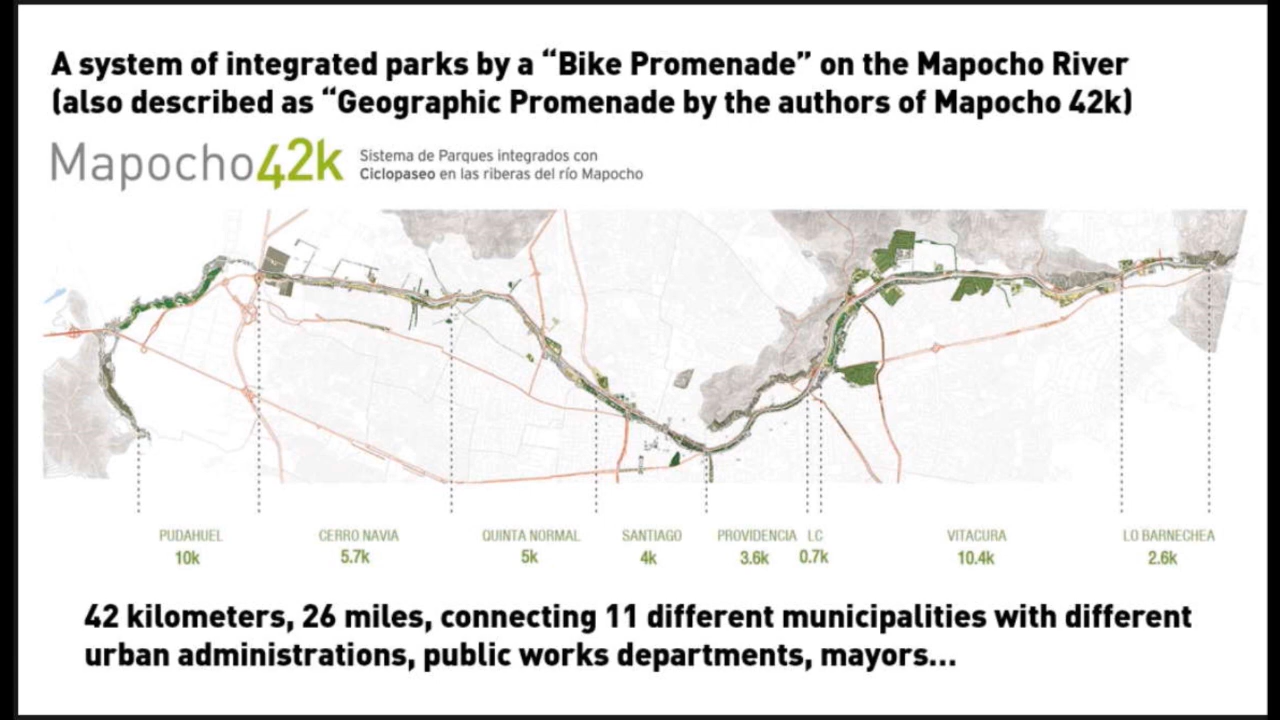 A system of integrated parks by a “Bike Promenade” on the Mapocho River
(also described as “Geographic Promenade by the authors of Mapocho 42k)
Mapocho42k
Sistema de Parques integrados con
Ciclopaseo en las riberas del río Mapocho
PUDAHUEL CERRO NAVIA QUINTA NORMAL SANTIAGO PROVIDENCIA LC VITACURA LO BARNECHEA
10k 5.7k 5k 4k 3.6k 0.7k 10.4k 2.6k
42 kilometers, 26 miles, connecting 11 different municipalities with different
urban administrations, public works departments, mayors...